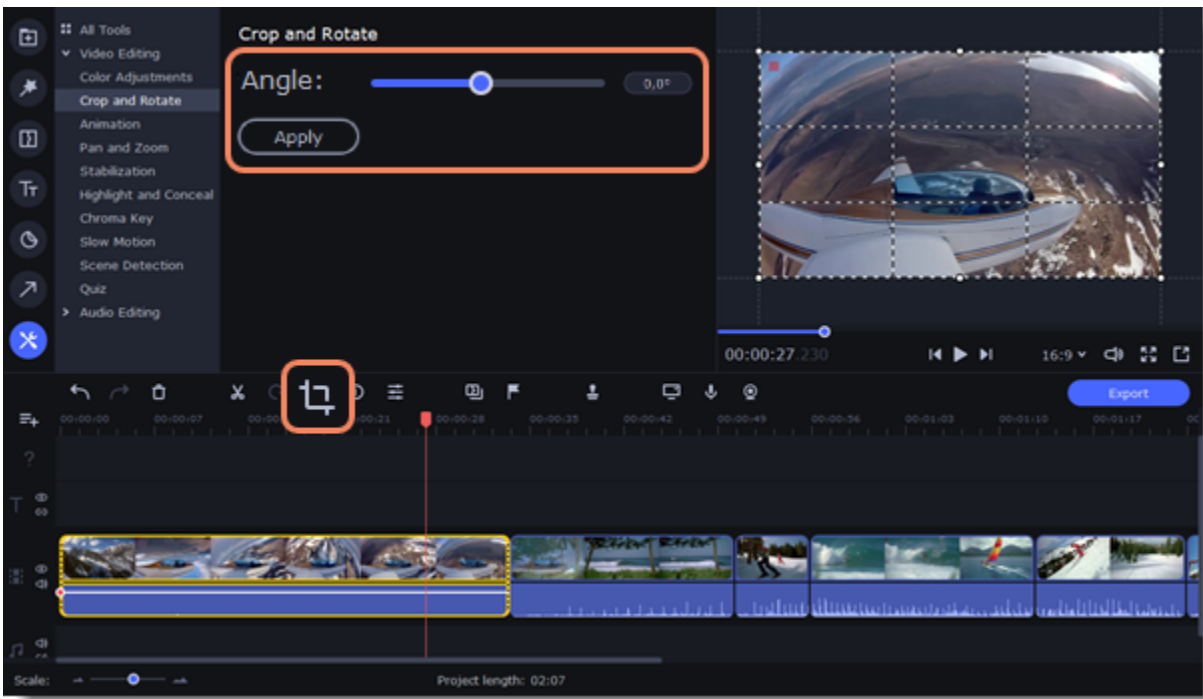 All Tools
Video Editing
Color Adjustments
Crop and Rotate
Animation
Pan and Zoom
Stabilization
Highlight and Conceal
Chroma Key
Slow Motion
Scene Detection
Quiz
Audio Editing
Crop and Rotate
Angle:
0,0°
Apply
00:00:27.230
16:9
Export
00:00:00 00:00:07 00:00:28 00:00:35 00:00:42 00:00:49 00:00:56 00:01:03 00:01:10 00:01:17
Scale:
Project length: 02:07